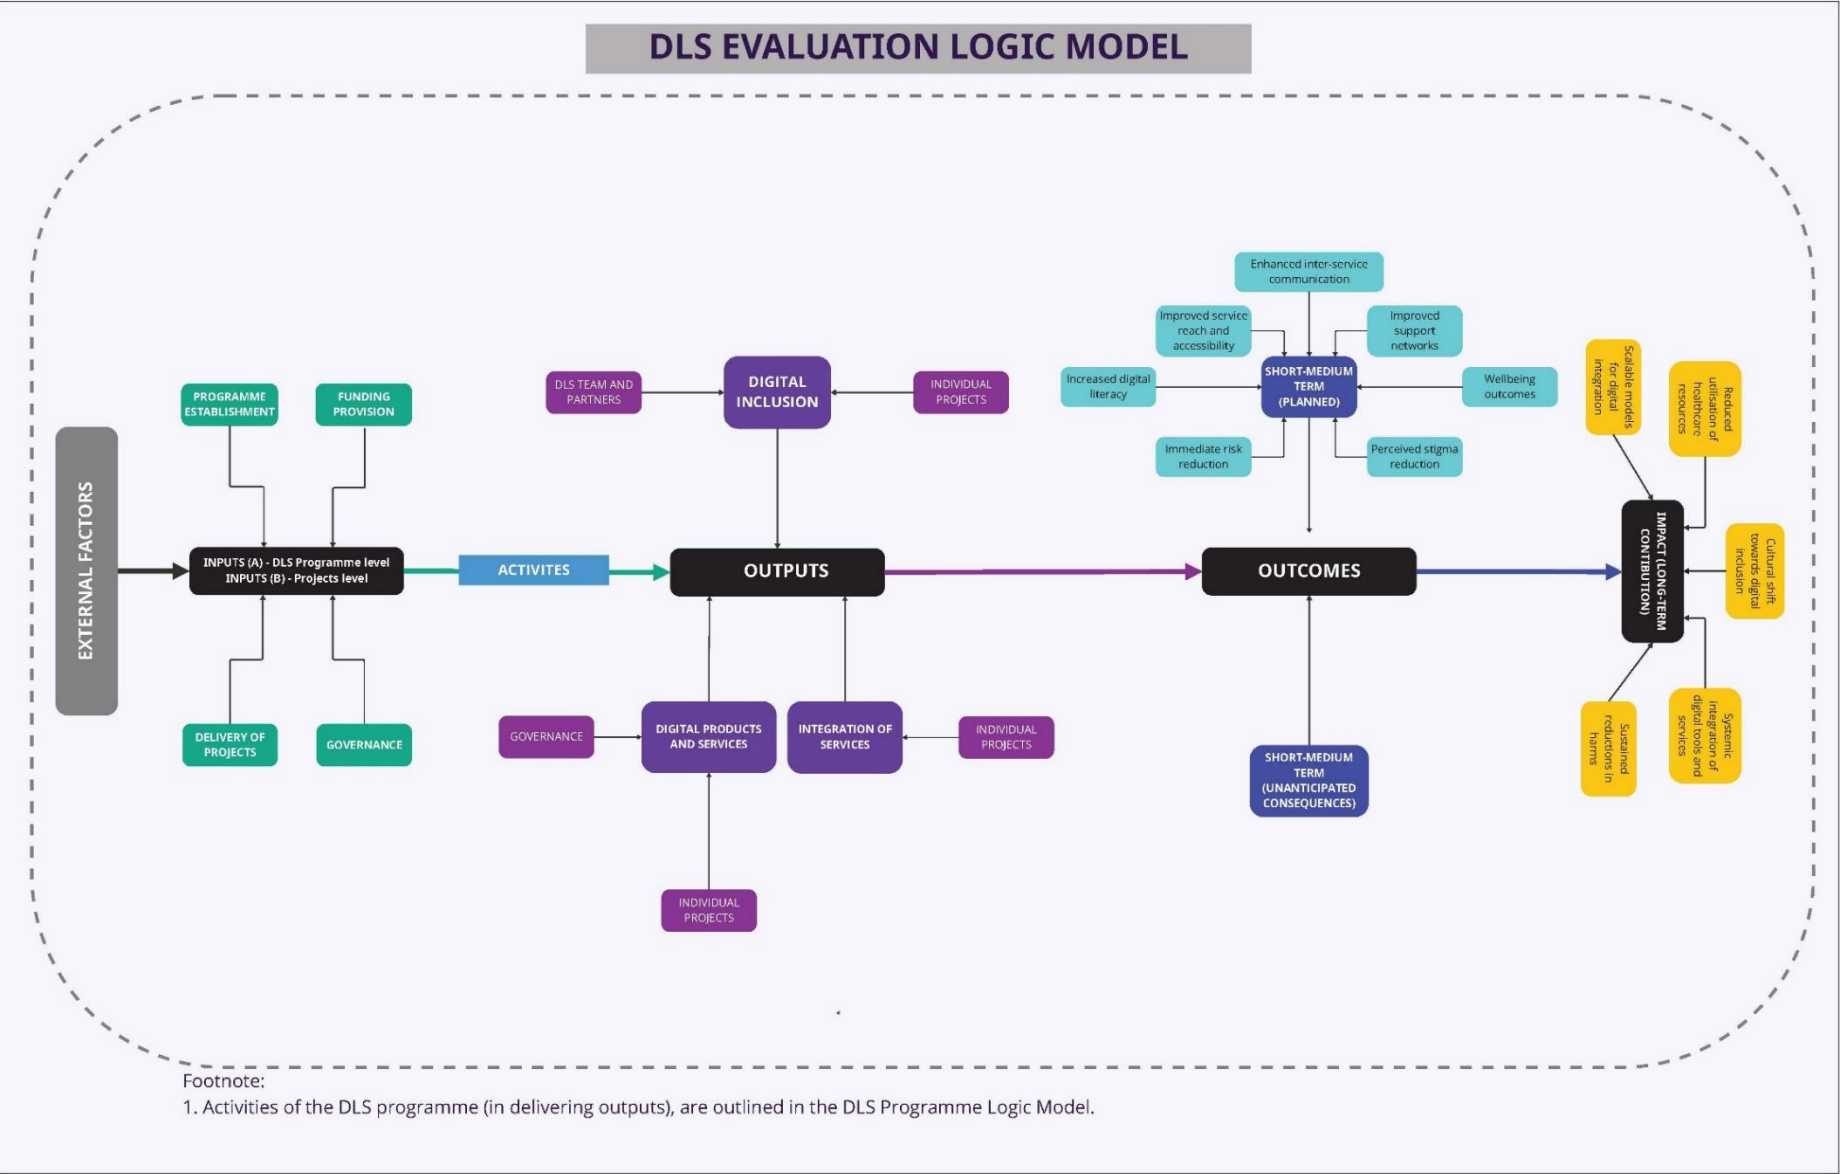 DLS EVALUATION LOGIC MODEL
EXTERNAL FACTORS
PROGRAMME
ESTABLISHMENT
FUNDING
PROVISION
INPUTS (A) - DLS Programme level
INPUTS (B) - Projects level
DELIVERY OF
PROJECTS
GOVERNANCE
ACTIVITES
DLS TEAM AND
PARTNERS
DIGITAL
INCLUSION
INDIVIDUAL
PROJECTS
OUTPUTS
GOVERNANCE
DIGITAL PRODUCTS
AND SERVICES
INTEGRATION OF
SERVICES
INDIVIDUAL
PROJECTS
INDIVIDUAL
PROJECTS
Enhanced inter-service
communication
Improved service
reach and
accessibility
Improved
support
networks
Increased digital
literacy
SHORT-MEDIUM
TERM
(PLANNED)
Wellbeing
outcomes
Immediate risk
reduction
Perceived stigma
reduction
OUTCOMES
SHORT-MEDIUM
TERM
(UNANTICIPATED
CONSEQUENCES)
Scalable models
for digital
integration
Reduced
utilisation of
healthcare
resources
IMPACT (LONG-TERM
CONTRIBUTION)
Cultural shift
towards digital
inclusion
Sustained
reductions in
harms
Systemic
integration of
digital tools and
services
Footnote:
1. Activities of the DLS programme (in delivering outputs), are outlined in the DLS Programme Logic Model.